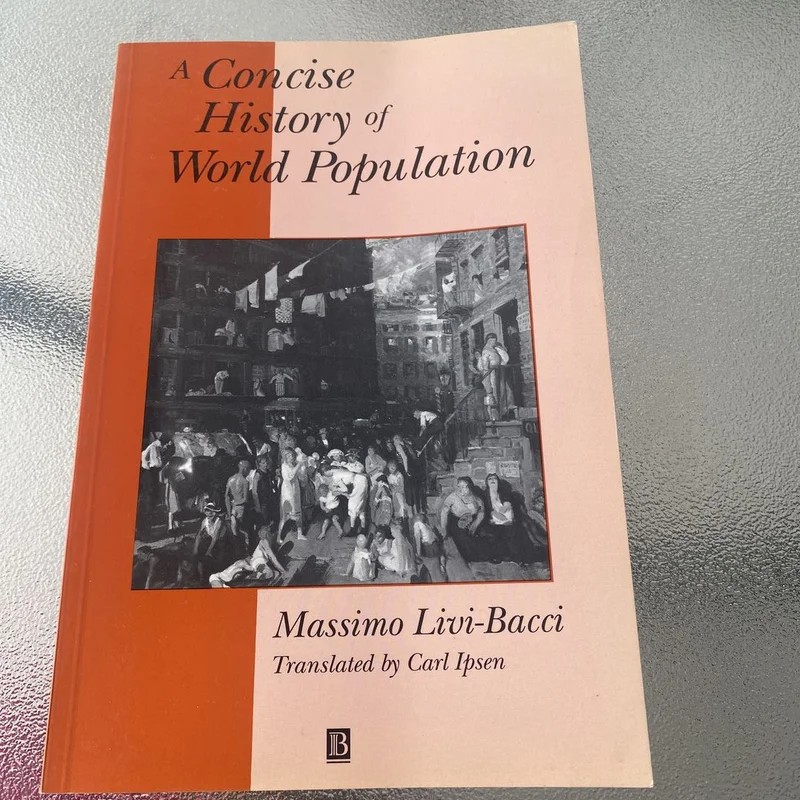 A Concise
History of
World Population
Massimo Livi-Bacci
Translated by Carl Ipsen
B